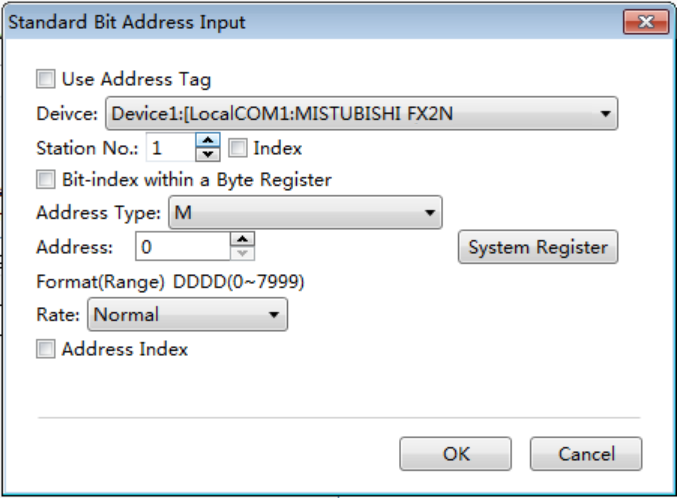 Standard Bit Address Input
Use Address Tag
Deivce: Device1:[LocalCOM1:MISTUBISHI FX2N
Station No.: 1 Index
Bit-index within a Byte Register
Address Type: M
Address: 0 System Register
Format(Range) DDDD(0~7999)
Rate: Normal
Address Index
OK Cancel